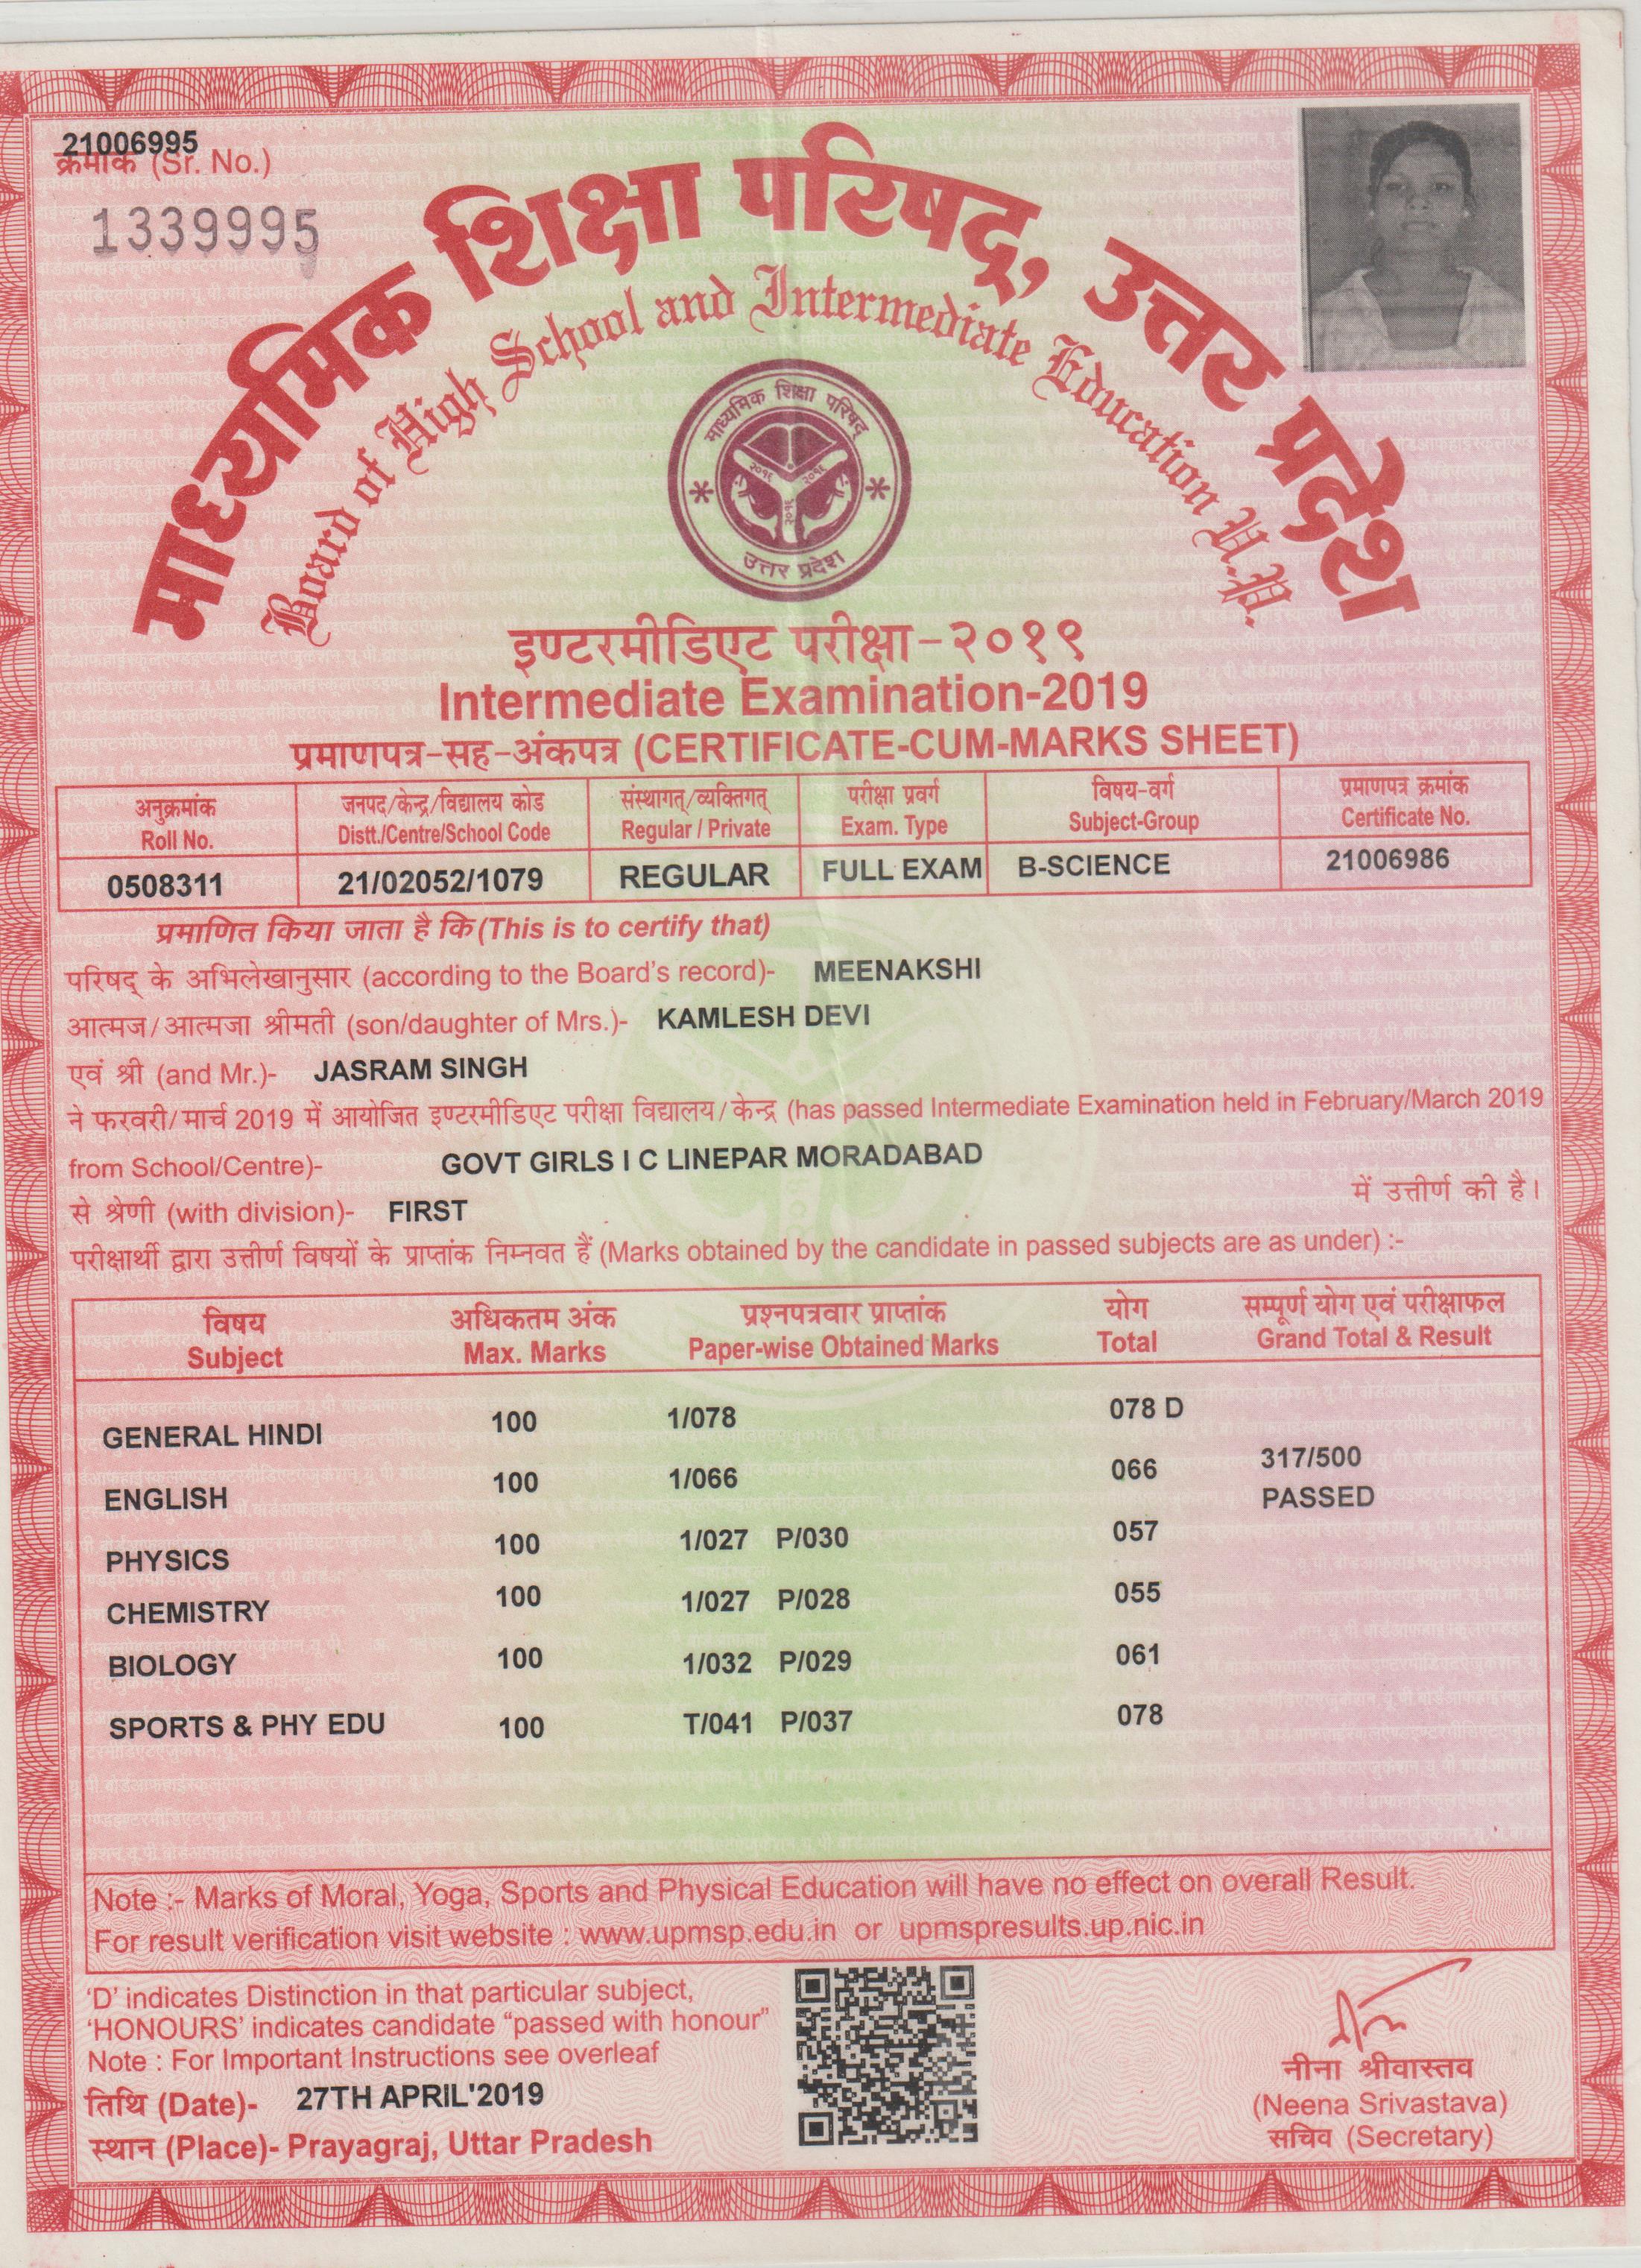 21006995
क्रमांक (Sr. No.)
1339995
माध्यमिक शिक्षा परिषद्, उत्तर प्रदेश
Board of High School and Intermediate Education U.P.
माध्यमिक शिक्षा परिषद्
२०१६ २०१६
२०१६
उत्तर प्रदेश
इण्टरमीडिएट परीक्षा-२०१९
Intermediate Examination-2019
प्रमाणपत्र-सह-अंकपत्र (CERTIFICATE-CUM-MARKS SHEET)
अनुक्रमांक जनपद/केन्द्र/विद्यालय कोड संस्थागत्/व्यक्तिगत् परीक्षा प्रवर्ग विषय-वर्ग प्रमाणपत्र क्रमांक
Roll No. Distt./Centre/School Code Regular / Private Exam. Type Subject-Group Certificate No.
0508311 21/02052/1079 REGULAR FULL EXAM B-SCIENCE 21006986
प्रमाणित किया जाता है कि (This is to certify that)
परिषद् के अभिलेखानुसार (according to the Board's record)- MEENAKSHI
आत्मज/आत्मजा श्रीमती (son/daughter of Mrs.)- KAMLESH DEVI
एवं श्री (and Mr.)- JASRAM SINGH
ने फरवरी/मार्च 2019 में आयोजित इण्टरमीडिएट परीक्षा विद्यालय/केन्द्र (has passed Intermediate Examination held in February/March 2019
from School/Centre)- GOVT GIRLS I C LINEPAR MORADABAD
से श्रेणी (with division)- FIRST में उत्तीर्ण की है।
परीक्षार्थी द्वारा उत्तीर्ण विषयों के प्राप्तांक निम्नवत हैं (Marks obtained by the candidate in passed subjects are as under) :-
विषय अधिकतम अंक प्रश्नपत्रवार प्राप्तांक योग सम्पूर्ण योग एवं परीक्षाफल
Subject Max. Marks Paper-wise Obtained Marks Total Grand Total & Result
GENERAL HINDI 100 1/078 078 D
317/500
ENGLISH 100 1/066 066
PASSED
PHYSICS 100 1/027 P/030 057
CHEMISTRY 100 1/027 P/028 055
BIOLOGY 100 1/032 P/029 061
SPORTS & PHY EDU 100 T/041 P/037 078
Note :- Marks of Moral, Yoga, Sports and Physical Education will have no effect on overall Result.
For result verification visit website : www.upmsp.edu.in or upmspresults.up.nic.in
'D' indicates Distinction in that particular subject,
'HONOURS' indicates candidate "passed with honour"
Note : For Important Instructions see overleaf
तिथि (Date)- 27TH APRIL'2019
स्थान (Place)- Prayagraj, Uttar Pradesh
नीना श्रीवास्तव
(Neena Srivastava)
सचिव (Secretary)